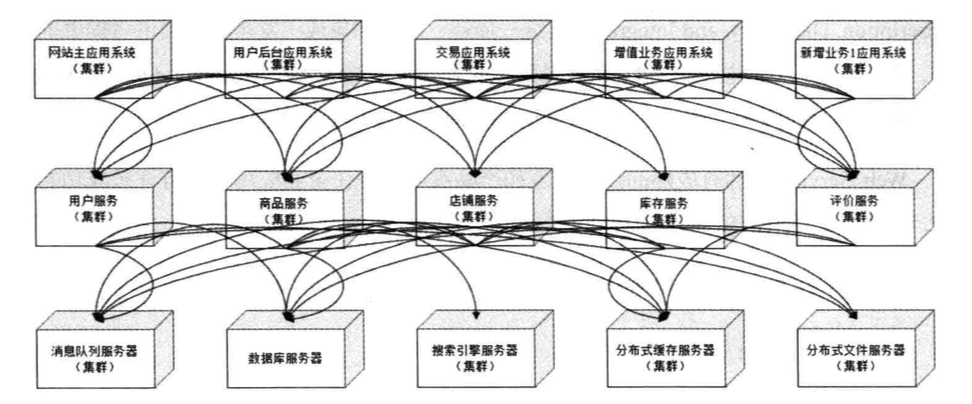 网站主应用系统
（集群）
用户后台应用系统
（集群）
交易应用系统
（集群）
增值业务应用系统
（集群）
新增业务1应用系统
（集群）
用户服务
（集群）
商品服务
（集群）
店铺服务
（集群）
库存服务
（集群）
评价服务
（集群）
消息队列服务器
（集群）
数据库服务器
搜索引擎服务器
（集群）
分布式缓存服务器
（集群）
分布式文件服务器
（集群）